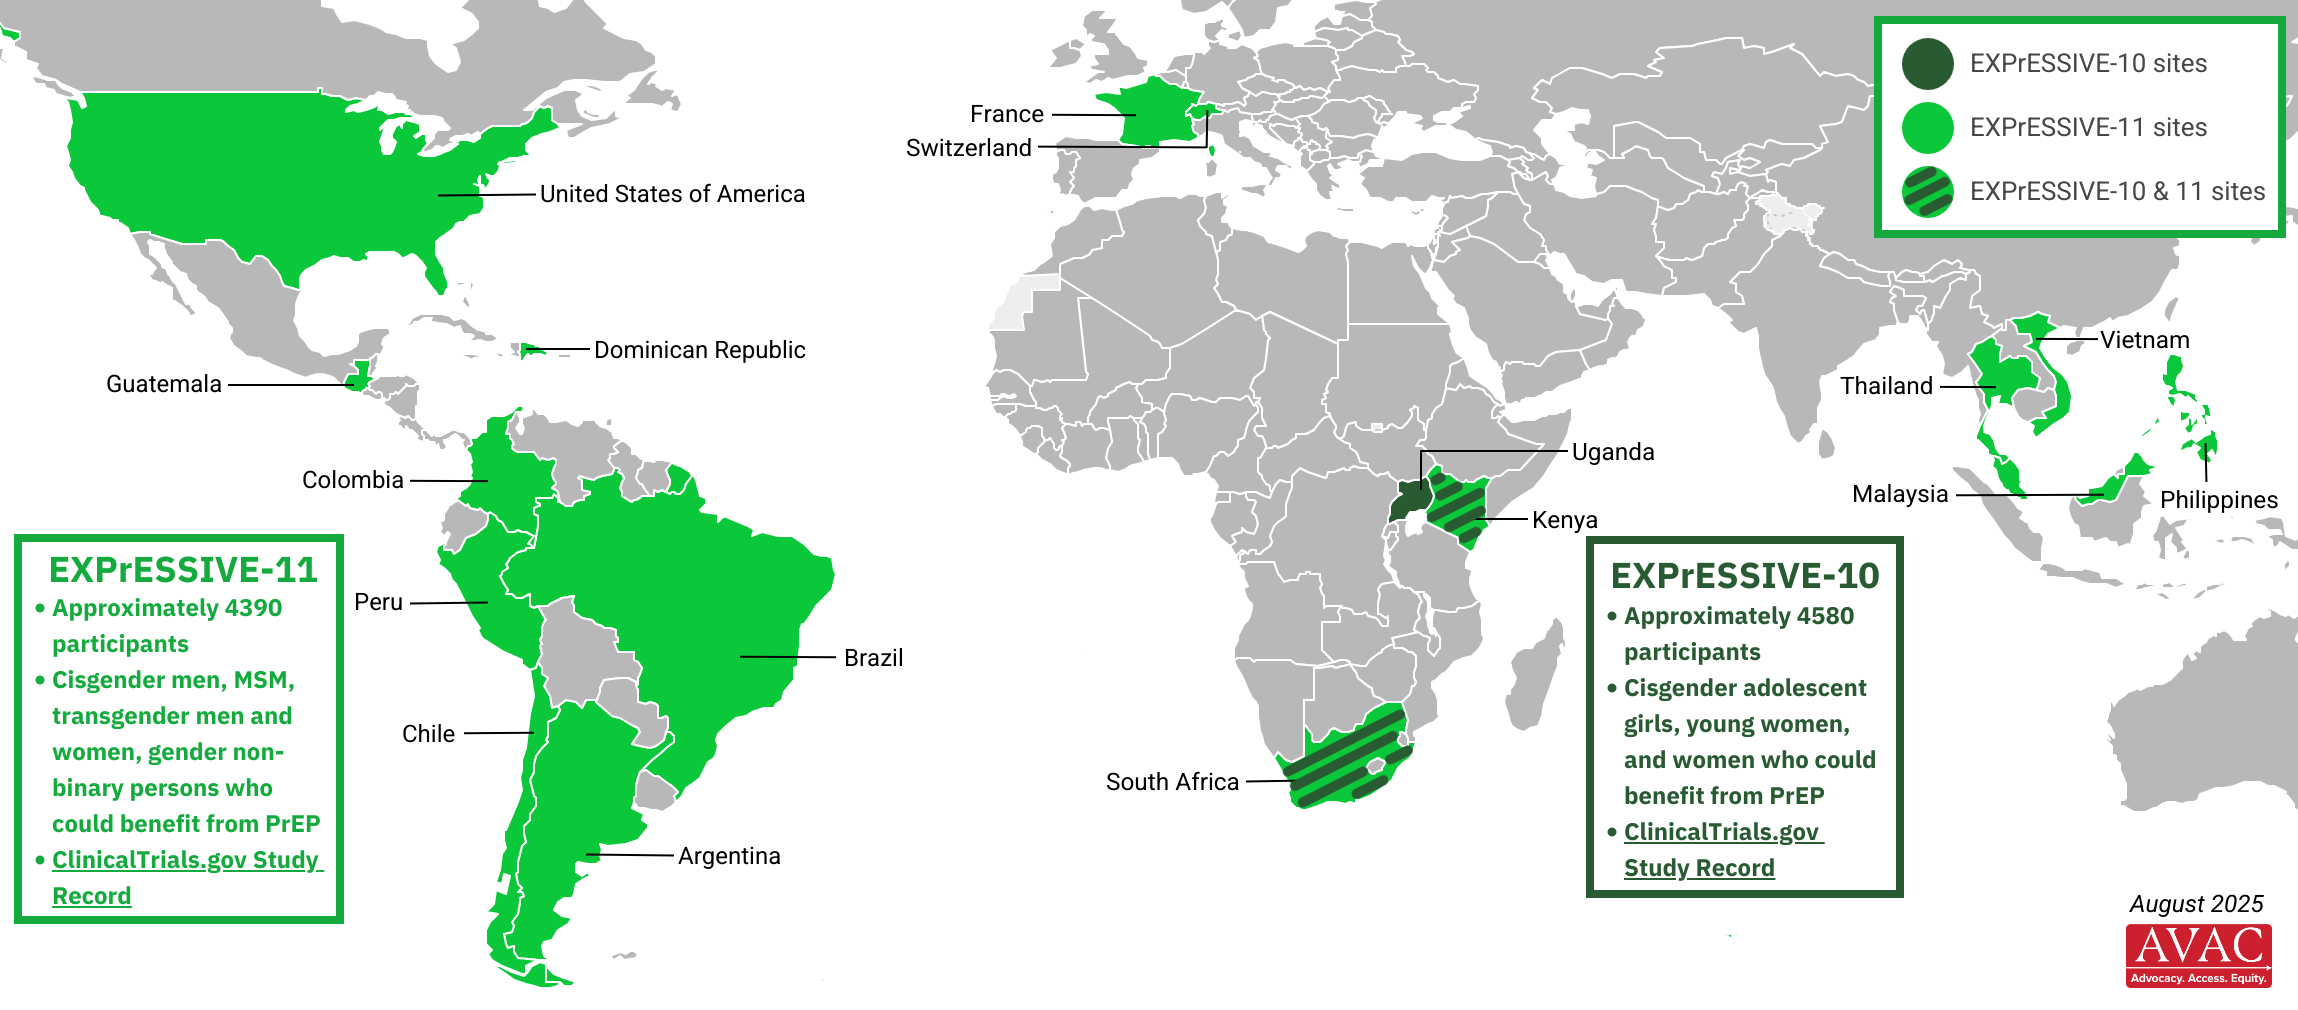 EXPrESSIVE-10 sites
EXPrESSIVE-11 sites
EXPrESSIVE-10 & 11 sites
France
Switzerland
United States of America
Dominican Republic
Guatemala
Vietnam
Thailand
Colombia
Uganda
Malaysia
Philippines
Kenya
Peru
Brazil
Chile
South Africa
Argentina
EXPrESSIVE-11
• Approximately 4390
participants
• Cisgender men, MSM,
transgender men and
women, gender non-
binary persons who
could benefit from PrEP
• ClinicalTrials.gov Study
Record
EXPrESSIVE-10
• Approximately 4580
participants
• Cisgender adolescent
girls, young women,
and women who could
benefit from PrEP
• ClinicalTrials.gov
Study Record
August 2025
AVAC
Advocacy. Access. Equity.